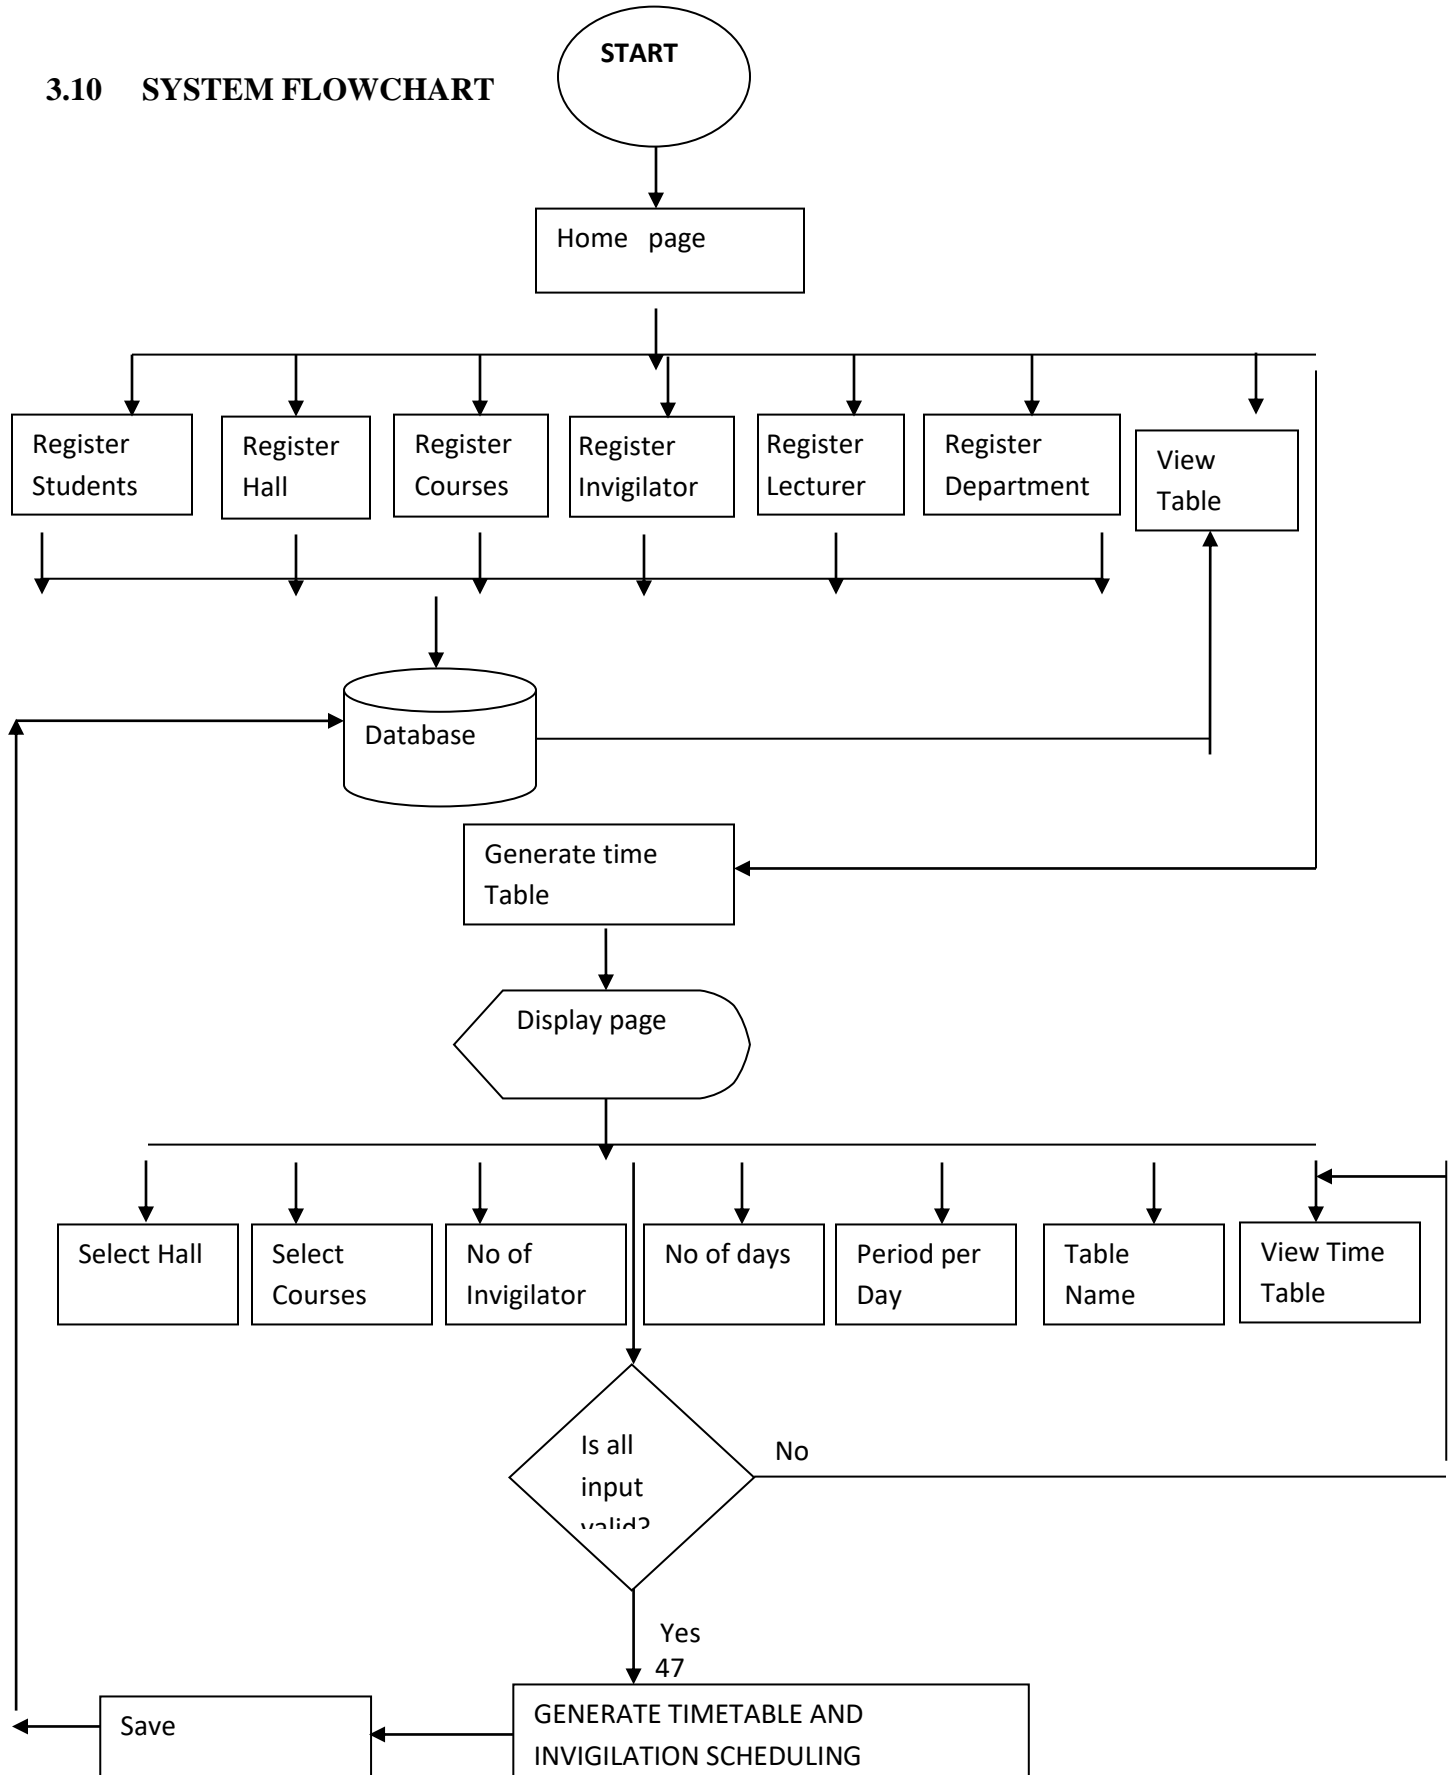 START
3.10 SYSTEM FLOWCHART
Home page
Register
Students
Register
Hall
Register
Courses
Register
Invigilator
Register
Lecturer
Register
Department
View
Table
Database
Generate time
Table
Display page
Select Hall
Select
Courses
No of
Invigilator
No of days
Period per
Day
Table
Name
View Time
Table
Is all
input
valid?
No
Yes
47
GENERATE TIMETABLE AND
INVIGILATION SCHEDULING
Save